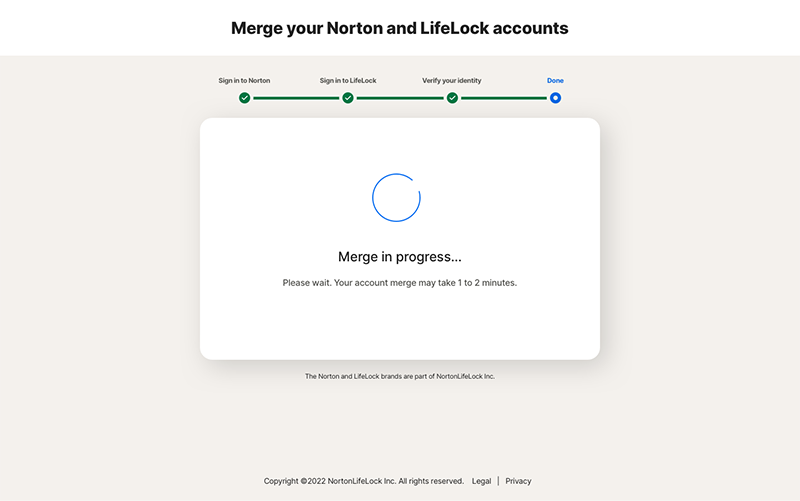 Merge your Norton and LifeLock accounts
Sign in to Norton
Sign in to LifeLock
Verify your identity
Done
Merge in progress...
Please wait. Your account merge may take 1 to 2 minutes.
The Norton and LifeLock brands are part of NortonLifeLock Inc.
Copyright ©2022 NortonLifeLock Inc. All rights reserved. Legal | Privacy